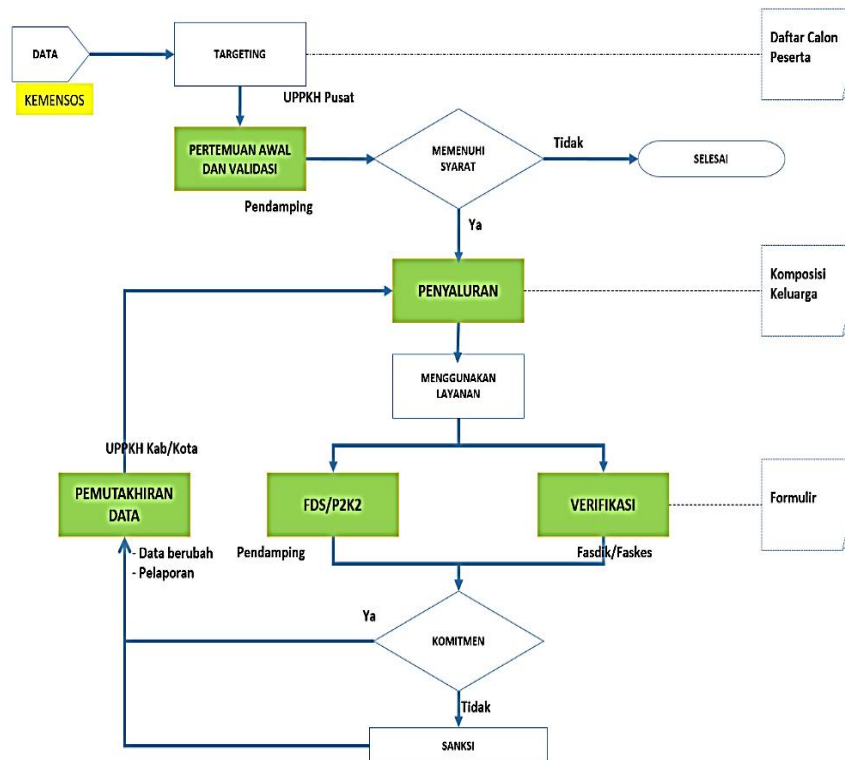 DATA
TARGETING
Daftar Calon
Peserta
KEMENSOS
UPPKH Pusat
PERTEMUAN AWAL
DAN VALIDASI
MEMENUHI
SYARAT
Tidak
SELESAI
Pendamping
Ya
PENYALURAN
Komposisi
Keluarga
MENGGUNAKAN
LAYANAN
UPPKH Kab/Kota
PEMUTAKHIRAN
DATA
FDS/P2K2
VERIFIKASI
Formulir
- Data berubah
- Pelaporan
Pendamping
Fasdik/Faskes
Ya
KOMITMEN
Tidak
SANKSI